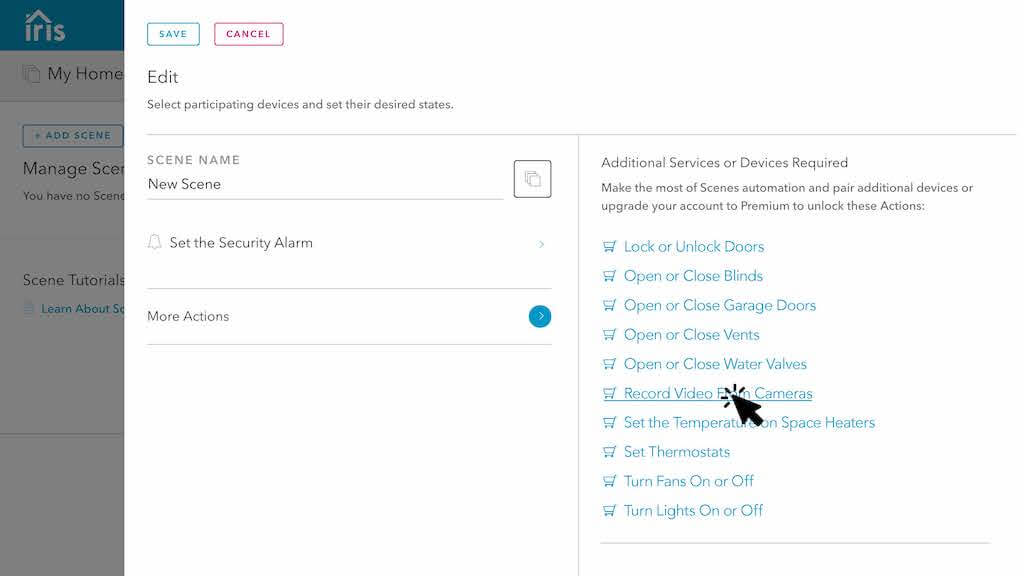 iris
My Home
+ ADD SCENE
Manage Scen
You have no Scene
Scene Tutorials
Learn About Sc
SAVE
CANCEL
Edit
Select participating devices and set their desired states.
SCENE NAME
New Scene
Set the Security Alarm
More Actions
Additional Services or Devices Required
Make the most of Scenes automation and pair additional devices or
upgrade your account to Premium to unlock these Actions:
Lock or Unlock Doors
Open or Close Blinds
Open or Close Garage Doors
Open or Close Vents
Open or Close Water Valves
Record Video From Cameras
Set the Temperature on Space Heaters
Set Thermostats
Turn Fans On or Off
Turn Lights On or Off